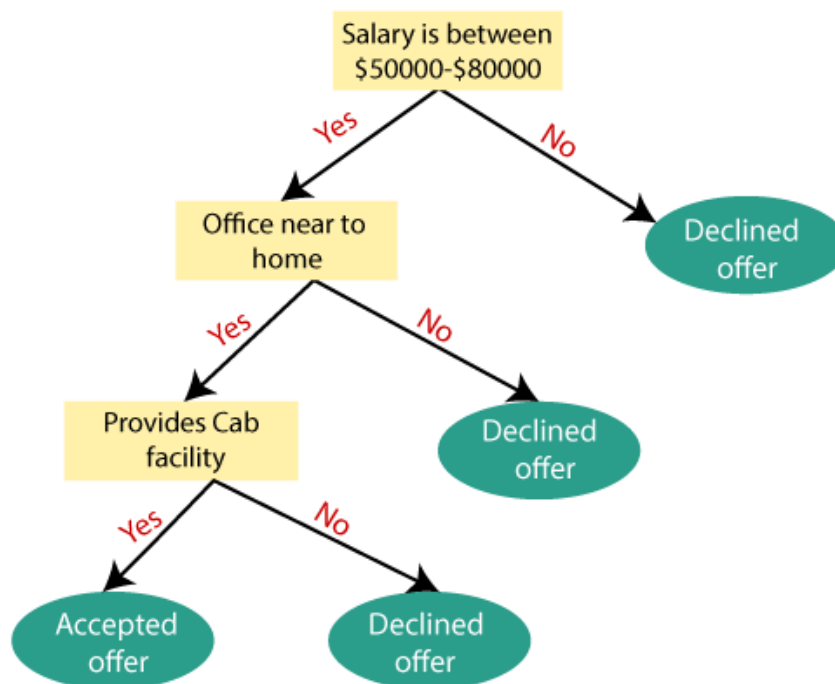 Salary is between
$50000-$80000
Yes
No
Office near to
home
Declined
offer
Yes
No
Provides Cab
facility
Declined
offer
Yes
No
Accepted
offer
Declined
offer